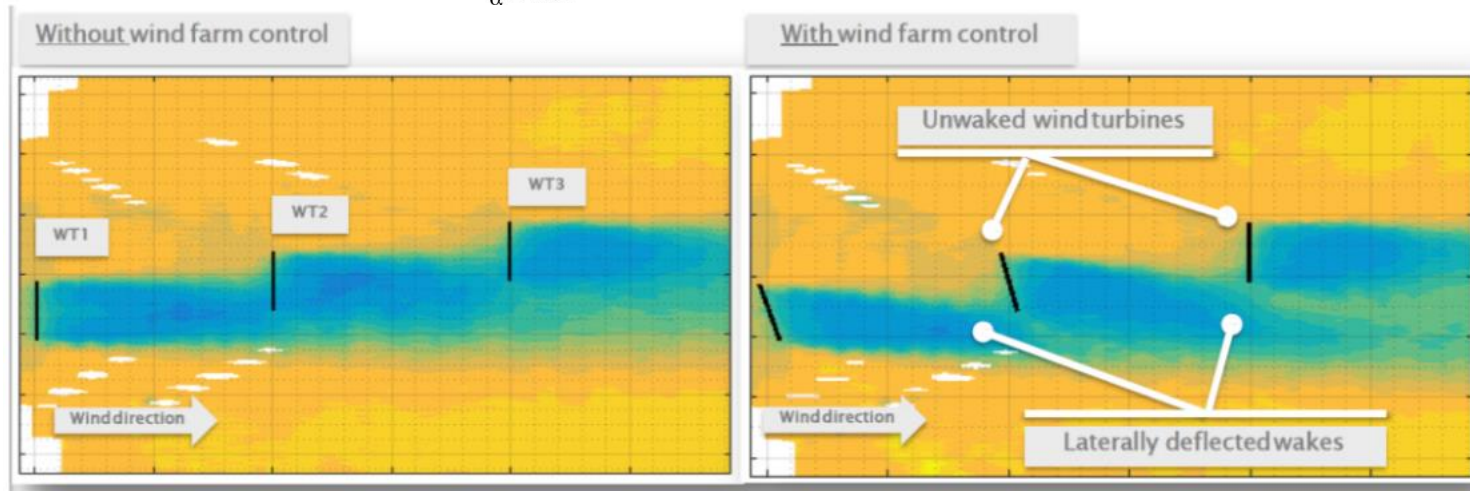 α
Without wind farm control
With wind farm control
WT1
WT2
WT3
Wind direction
Unwaked wind turbines
Wind direction
Laterally deflected wakes